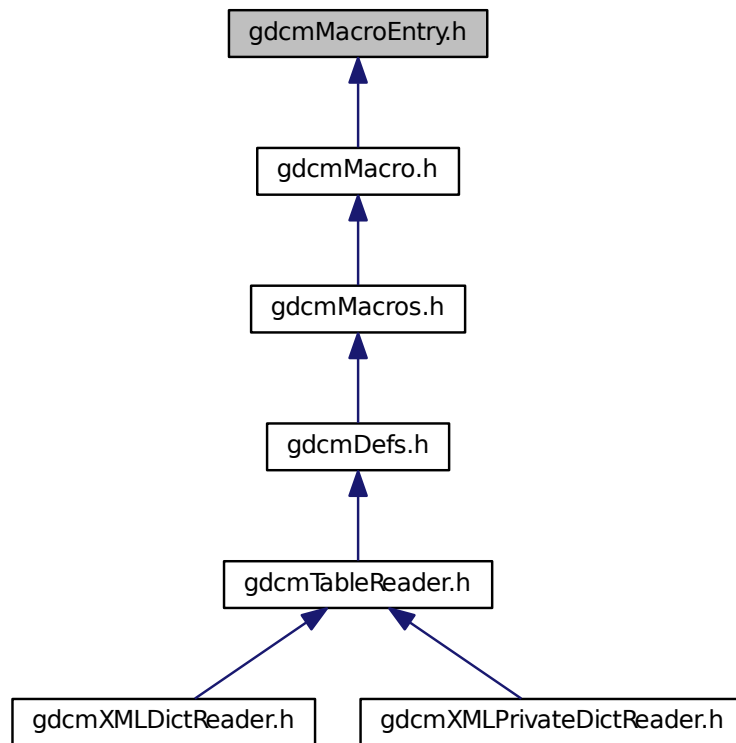 gdcmMacroEntry.h
gdcmMacro.h
gdcmMacros.h
gdcmDefs.h
gdcmTableReader.h
gdcmXMLDictReader.h
gdcmXMLPrivateDictReader.h